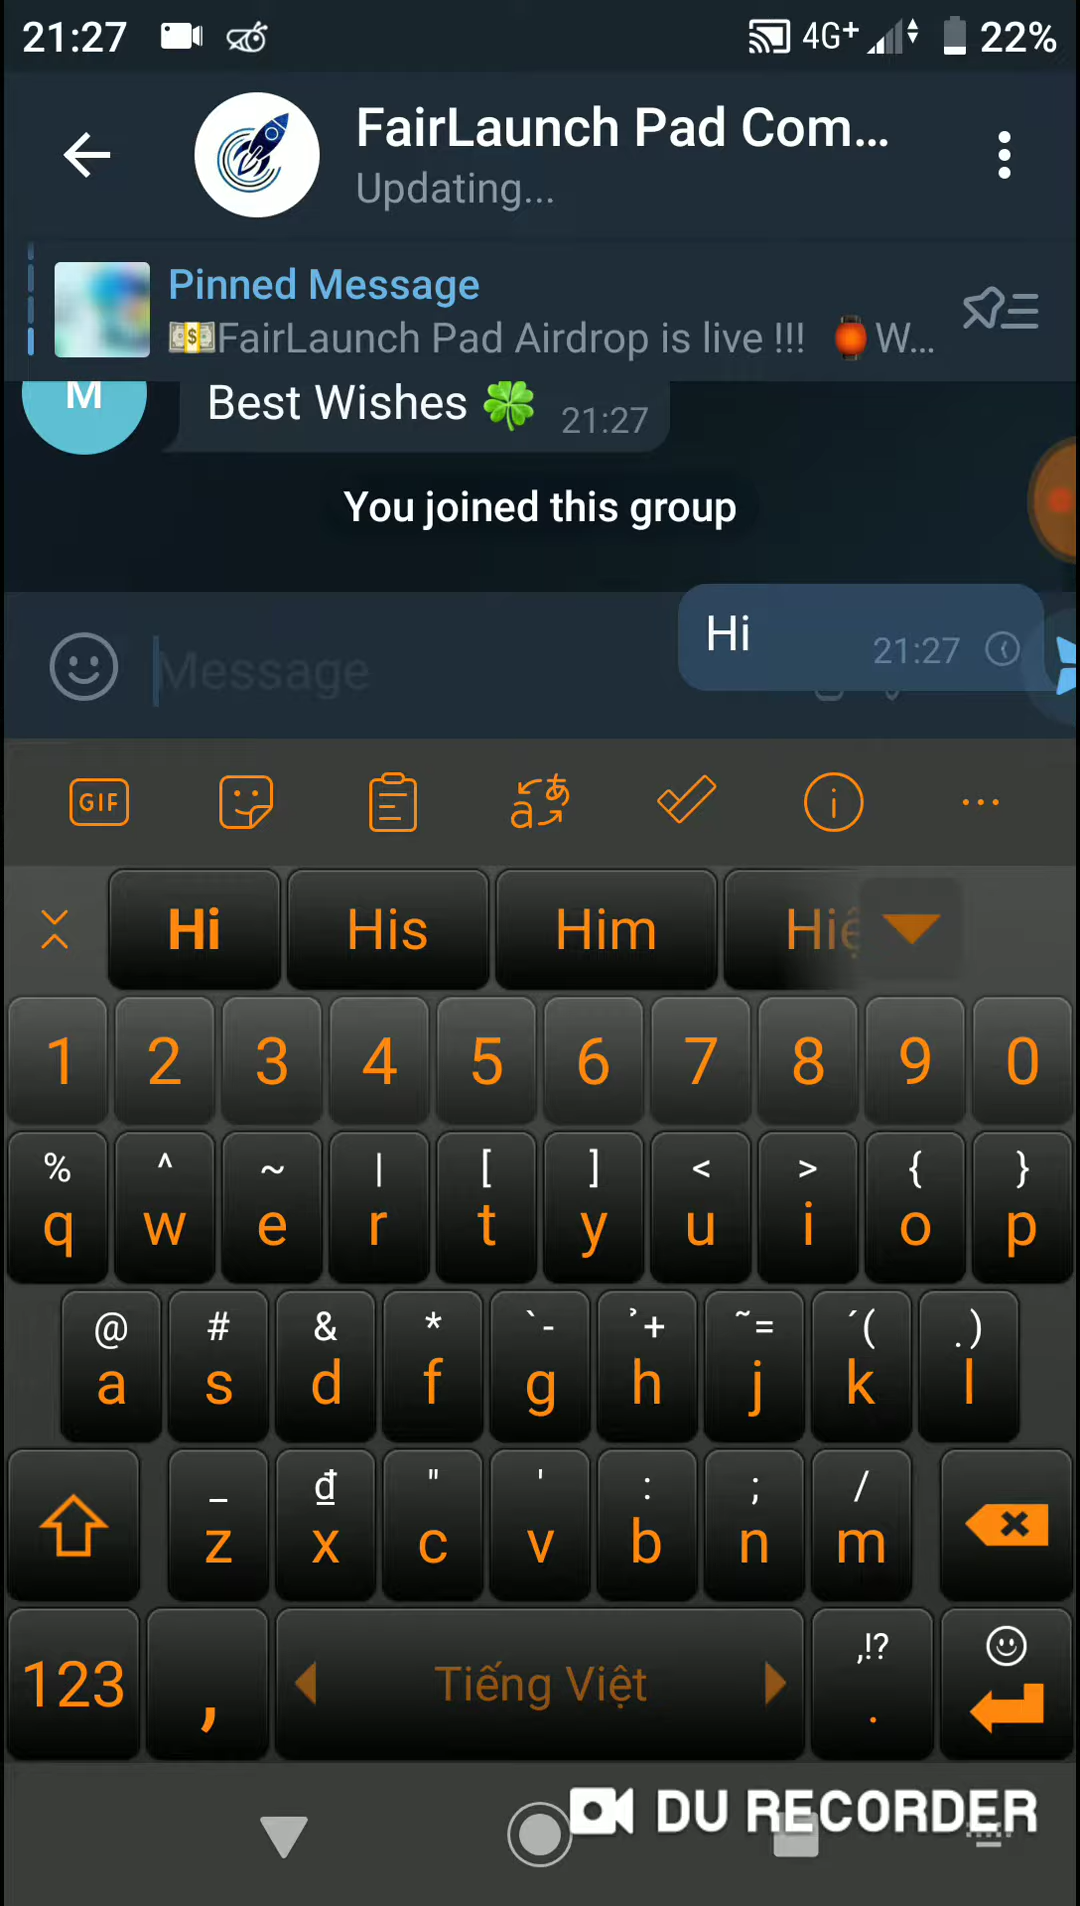 21:27 4G+ 22%
FairLaunch Pad Com...
Updating...
Pinned Message
💵FairLaunch Pad Airdrop is live !!! 🏮W...
M
Best Wishes 🍀 21:27
You joined this group
Message
Hi 21:27
GIF
Hi His Him
1 2 3 4 5 6 7 8 9 0
% ^ ~ | [ ] < > { }
q w e r t y u i o p
@ # & * `- ̉+ ˜= ´( .)
a s d f g h j k l
_ ₫ " ' : ; /
z x c v b n m
,!?
123 , Tiếng Việt .
DU RECORDER